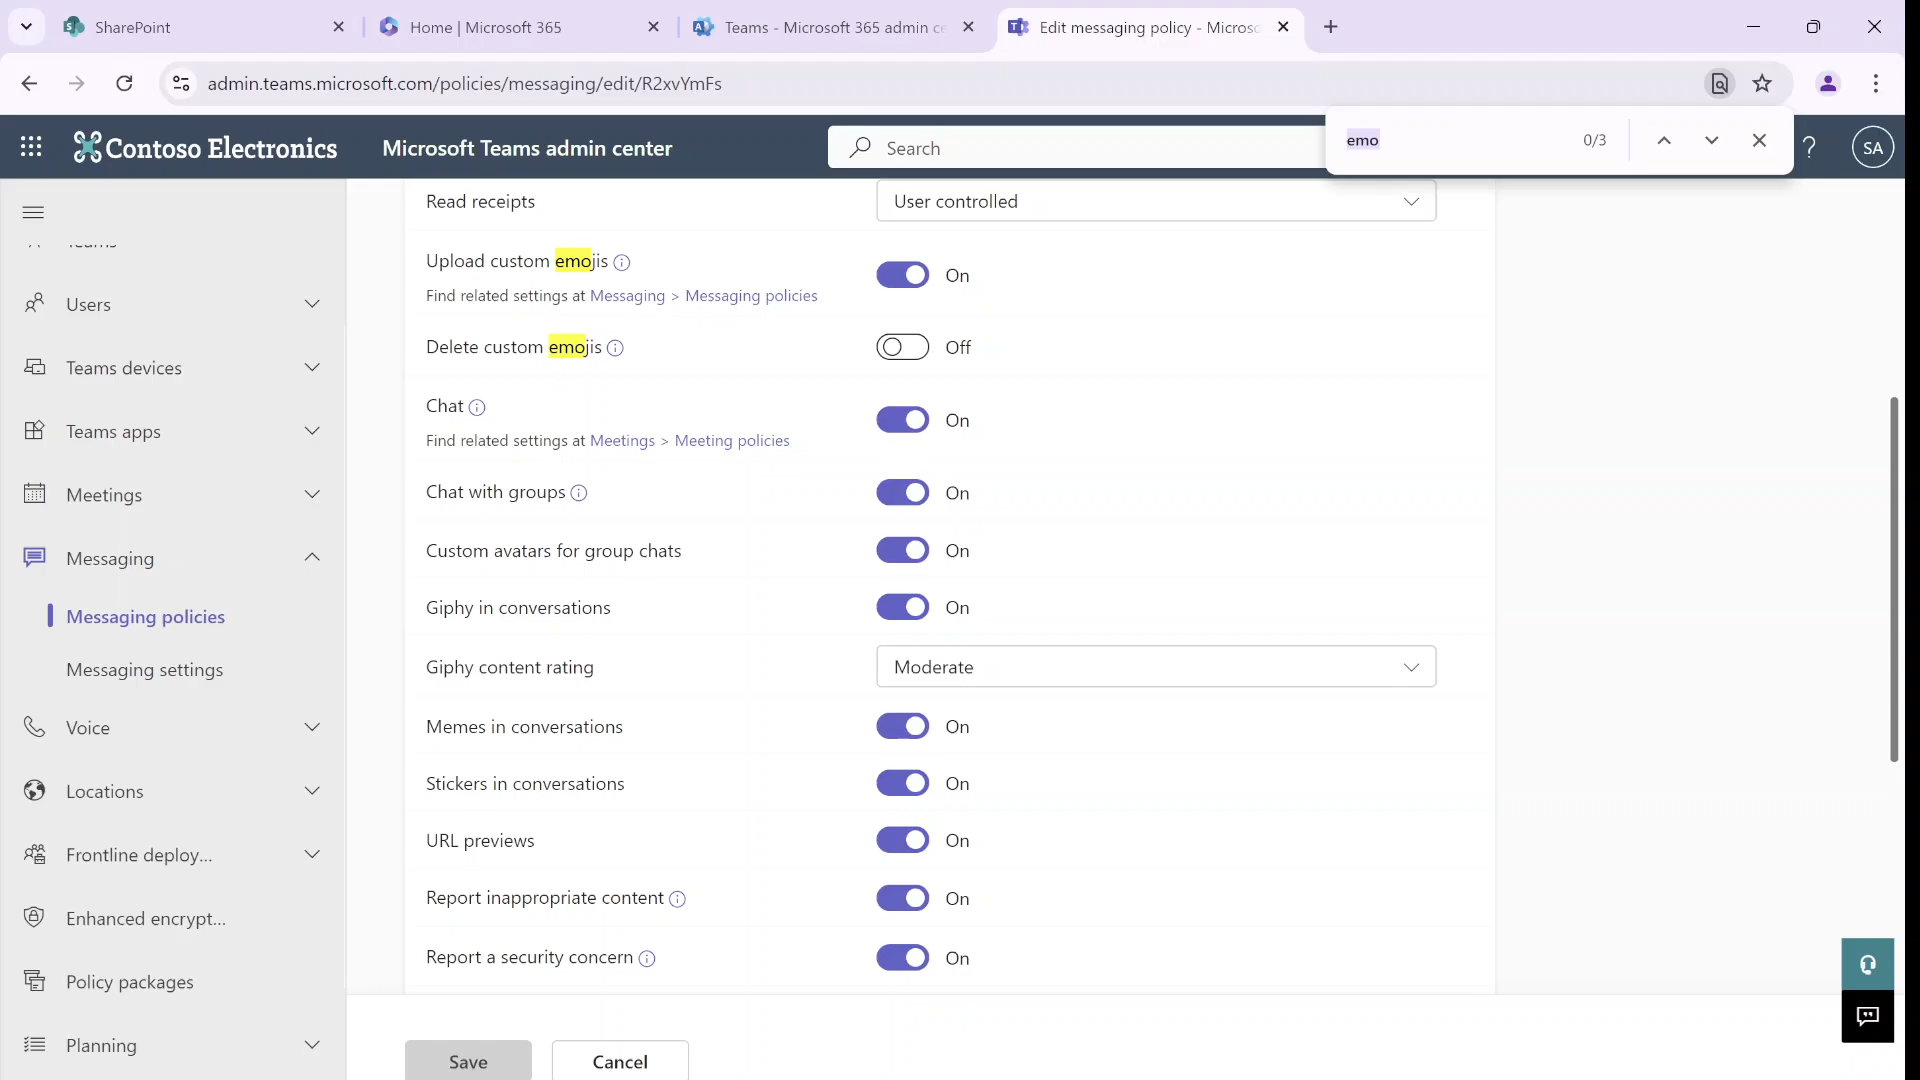 SharePoint
Home | Microsoft 365
Teams - Microsoft 365 admin ce
Edit messaging policy - Microso
admin.teams.microsoft.com/policies/messaging/edit/R2xvYmFs
Contoso Electronics
Microsoft Teams admin center
Search
emo
0/3
?
SA
Teams
Users
Teams devices
Teams apps
Meetings
Messaging
Messaging policies
Messaging settings
Voice
Locations
Frontline deploy...
Enhanced encrypt...
Policy packages
Planning
Read receipts
User controlled
Upload custom emojis
On
Find related settings at Messaging > Messaging policies
Delete custom emojis
Off
Chat
On
Find related settings at Meetings > Meeting policies
Chat with groups
On
Custom avatars for group chats
On
Giphy in conversations
On
Giphy content rating
Moderate
Memes in conversations
On
Stickers in conversations
On
URL previews
On
Report inappropriate content
On
Report a security concern
On
Save
Cancel